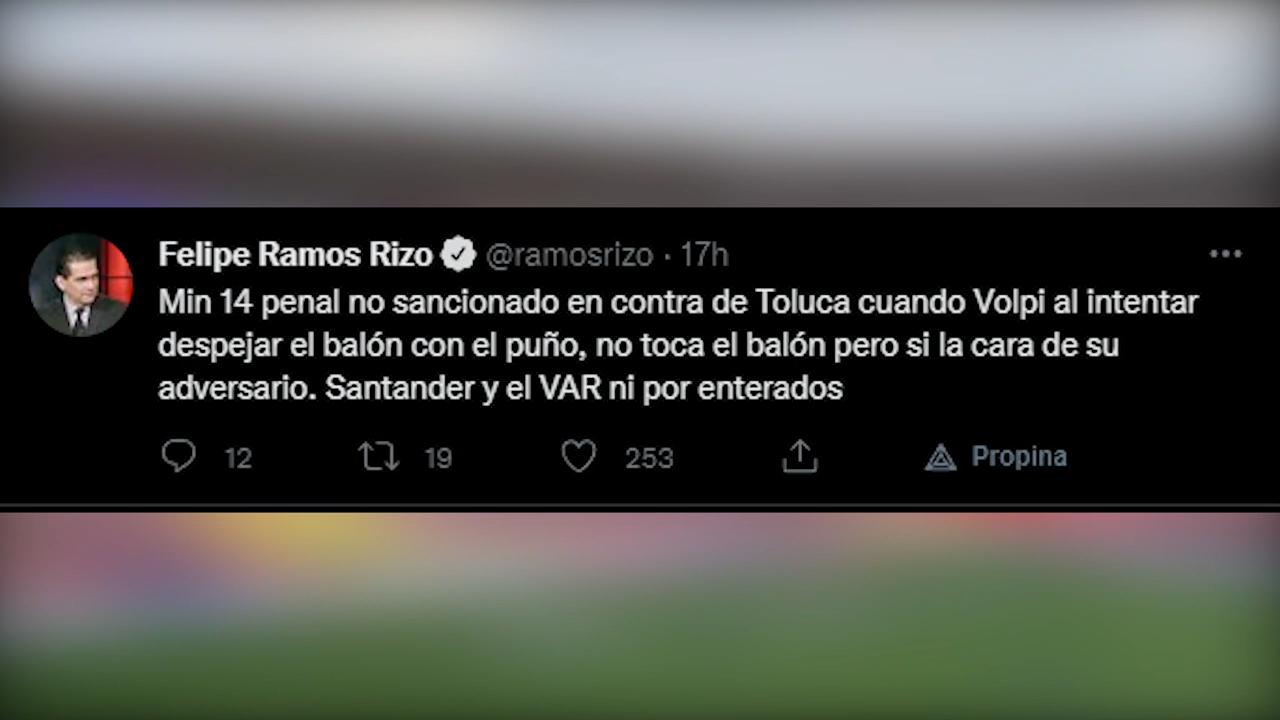 Felipe Ramos Rizo @ramosrizo · 17h
Min 14 penal no sancionado en contra de Toluca cuando Volpi al intentar
despejar el balón con el puño, no toca el balón pero si la cara de su
adversario. Santander y el VAR ni por enterados
12 19 253 Propina